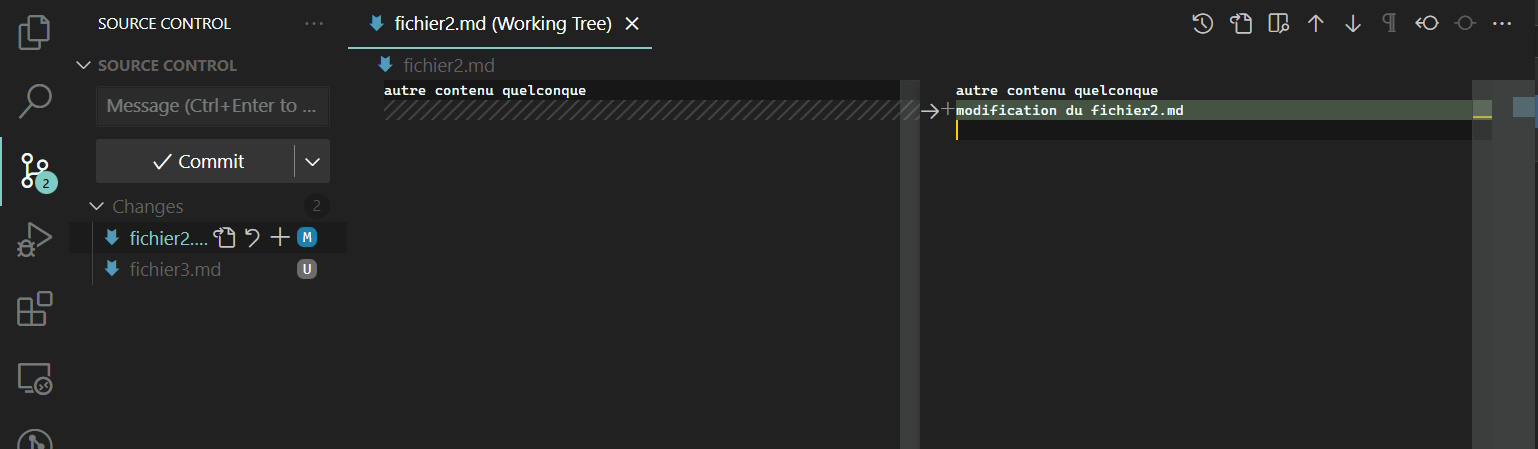 SOURCE CONTROL
fichier2.md (Working Tree)
SOURCE CONTROL
fichier2.md
Message (Ctrl+Enter to ...
autre contenu quelconque
autre contenu quelconque
modification du fichier2.md
Commit
2
Changes
2
fichier2.... M
fichier3.md U